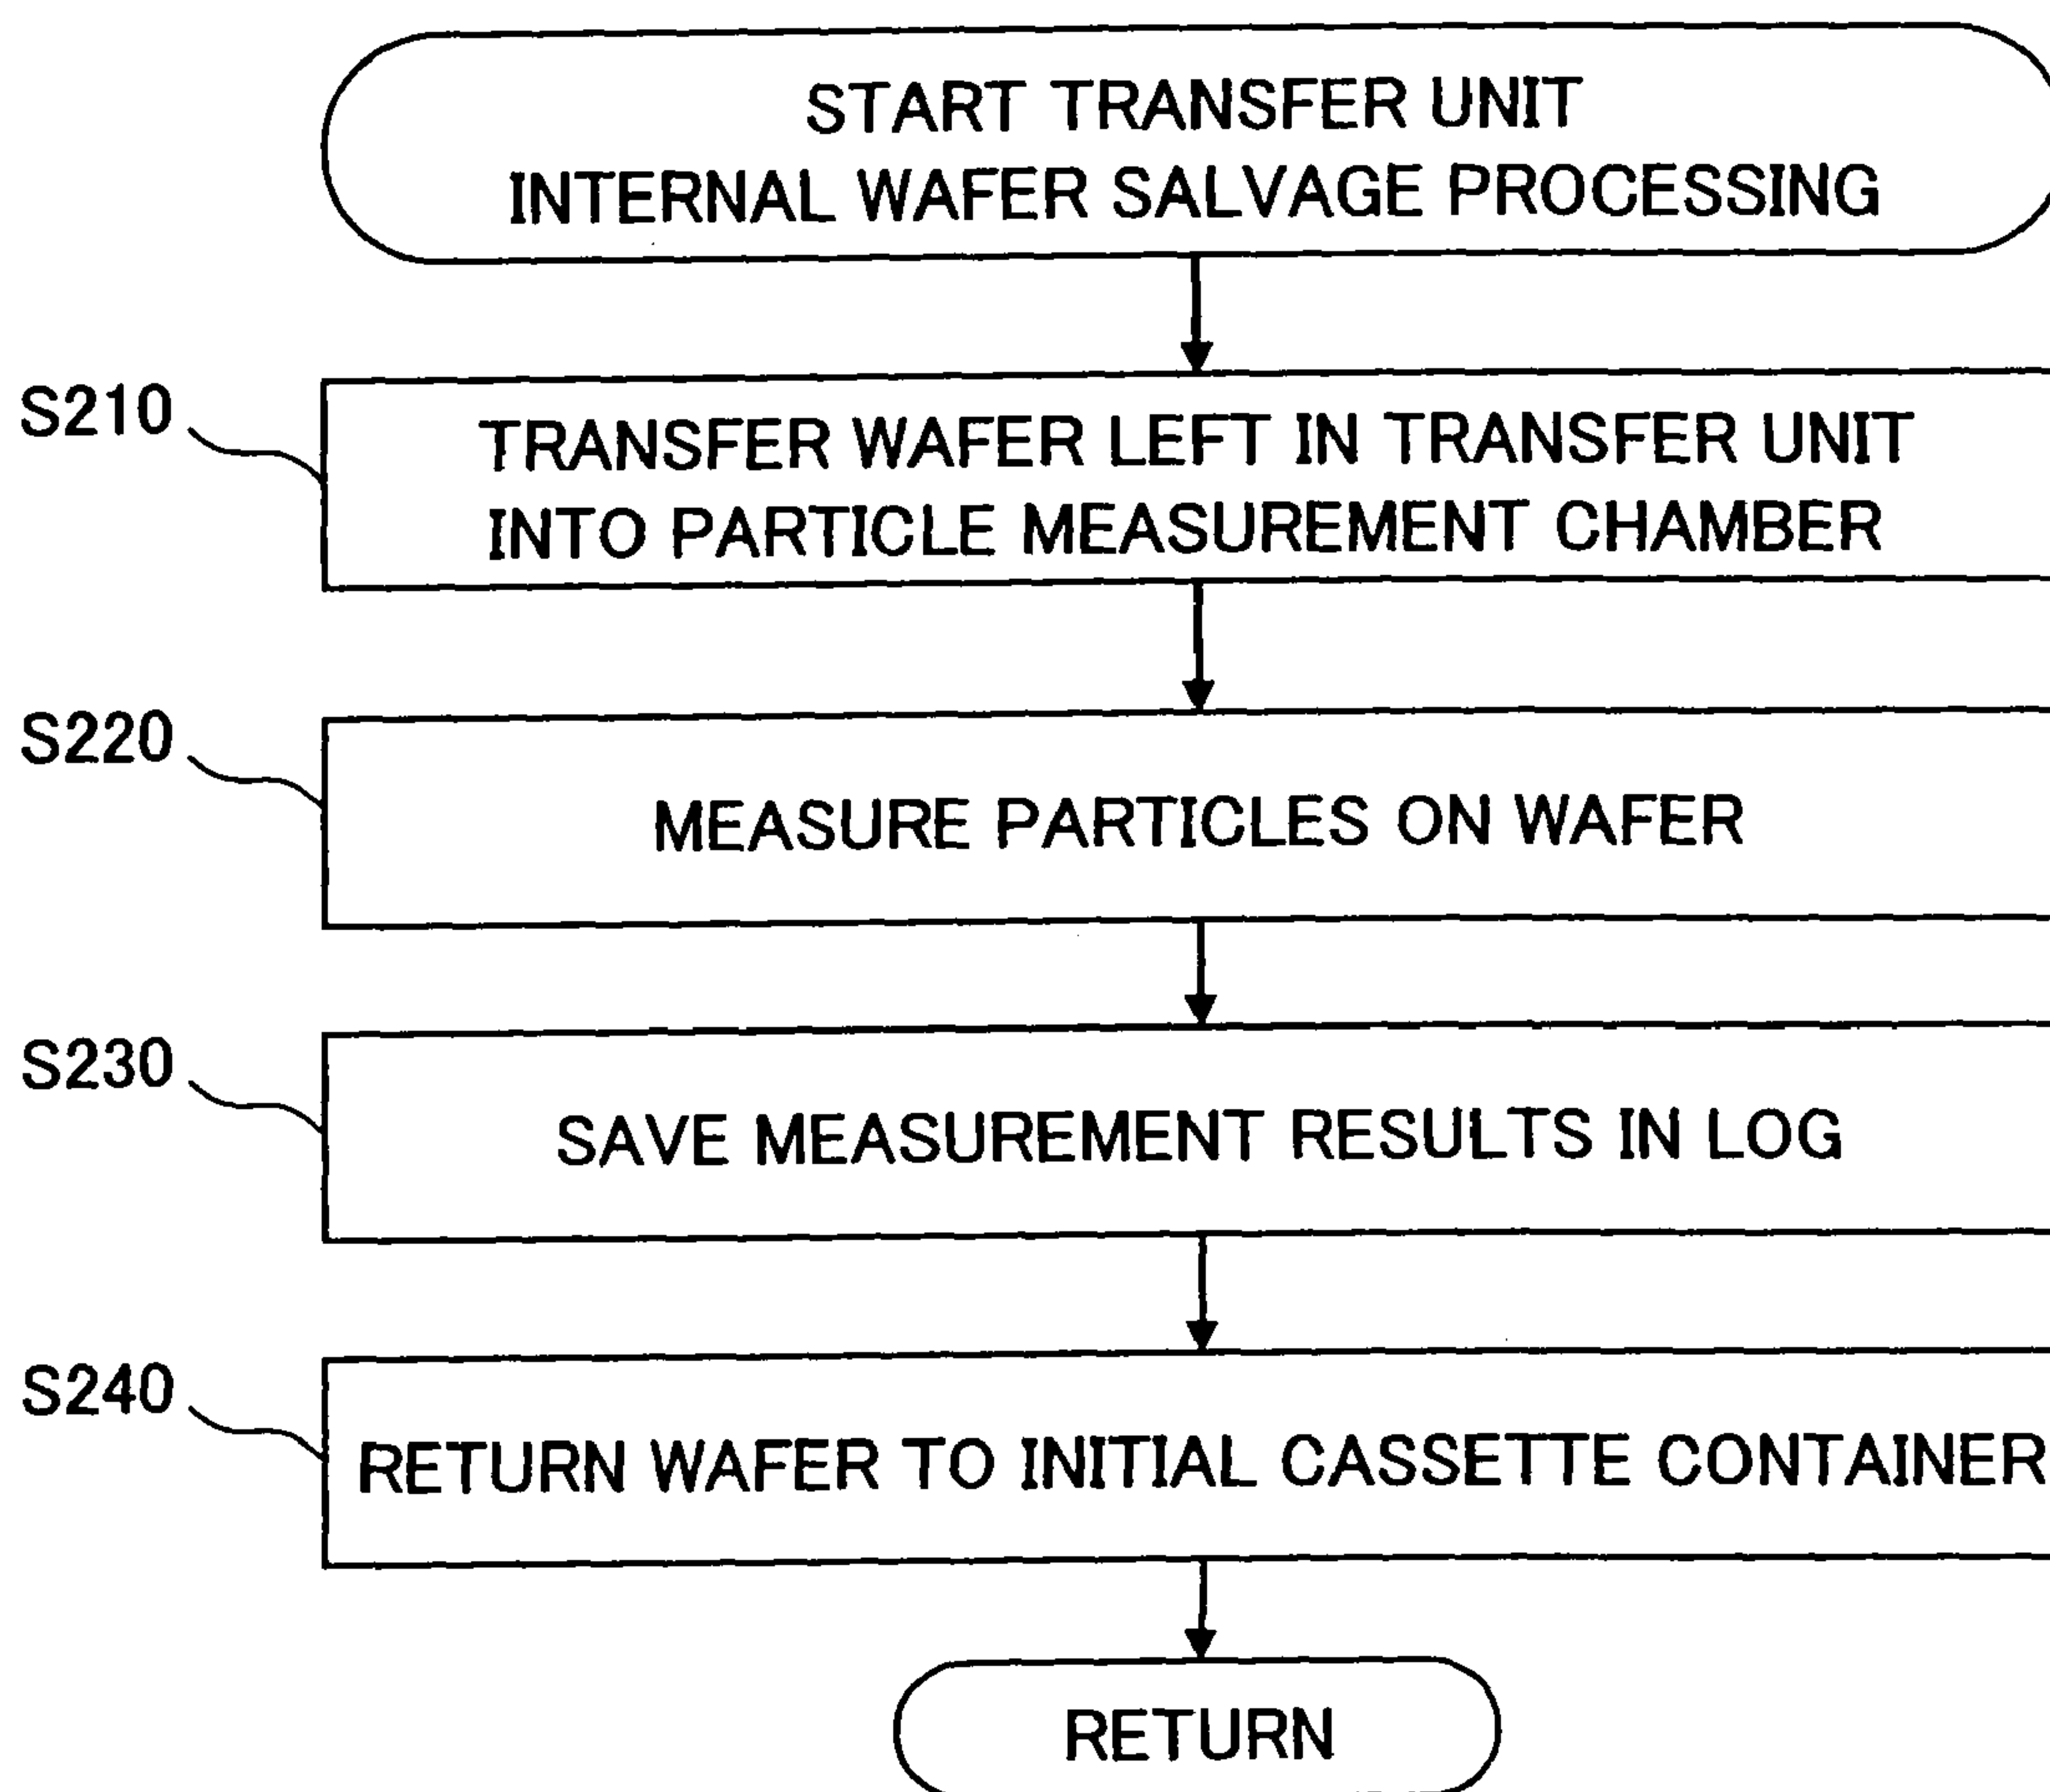 START TRANSFER UNIT
INTERNAL WAFER SALVAGE PROCESSING
S210
TRANSFER WAFER LEFT IN TRANSFER UNIT
INTO PARTICLE MEASUREMENT CHAMBER
S220
MEASURE PARTICLES ON WAFER
S230
SAVE MEASUREMENT RESULTS IN LOG
S240
RETURN WAFER TO INITIAL CASSETTE CONTAINER
RETURN